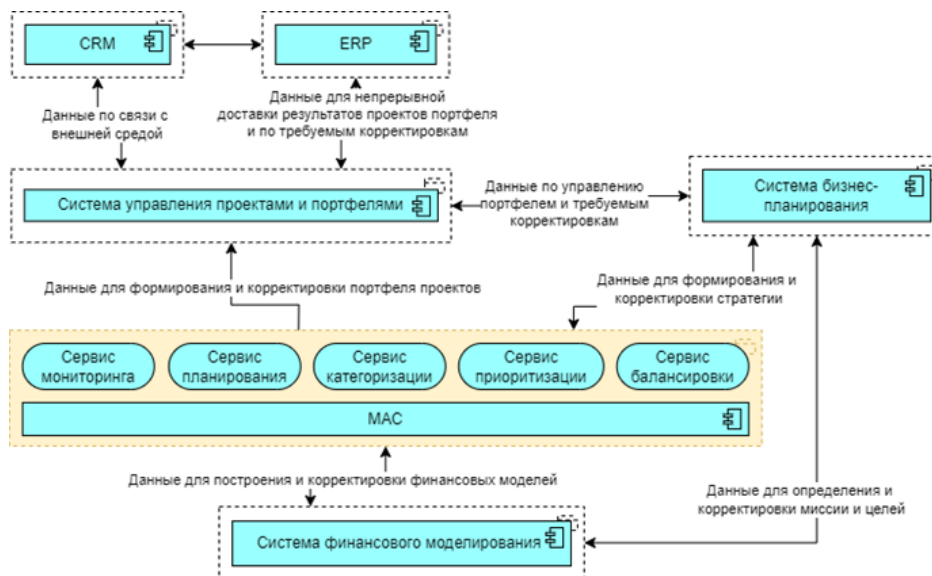 CRM
ERP
Данные по связи с
внешней средой
Данные для непрерывной
доставки результатов проектов портфеля
и по требуемым корректировкам
Система управления проектами и портфелями
Данные по управлению
портфелем и требуемым
корректировкам
Система бизнес-
планирования
Данные для формирования и корректировки портфеля проектов
Данные для формирования и
корректировки стратегии
Сервис
мониторинга
Сервис
планирования
Сервис
категоризации
Сервис
приоритизации
Сервис
балансировки
МАС
Данные для построения и корректировки финансовых моделей
Данные для определения и
корректировки миссии и целей
Система финансового моделирования